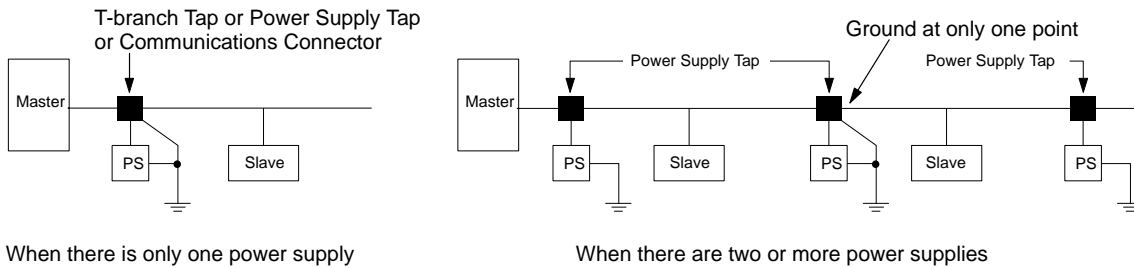 T-branch Tap or Power Supply Tap
or Communications Connector
Master
PS
Slave
When there is only one power supply
Ground at only one point
Power Supply Tap
Power Supply Tap
Master
PS
Slave
PS
Slave
PS
When there are two or more power supplies